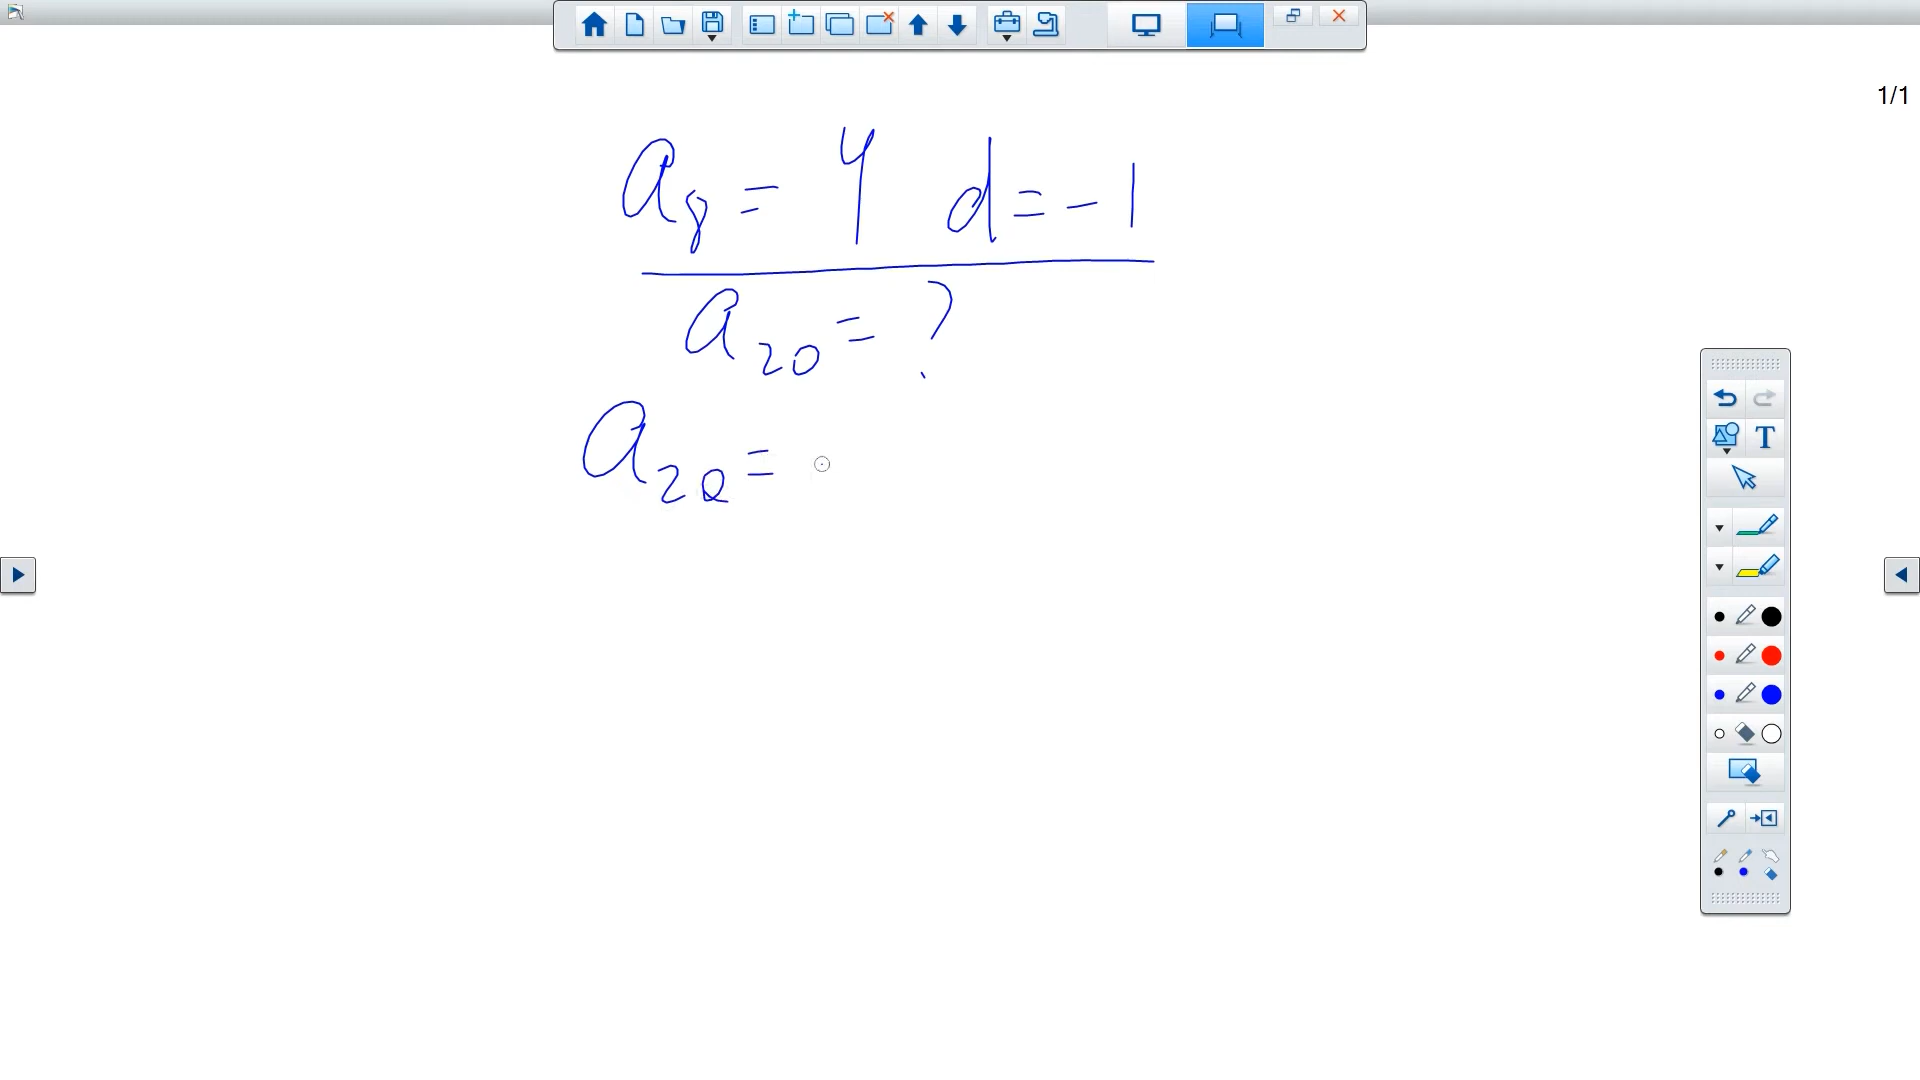 1/1
a₈ = 4 d = -1
a₂₀ = ?
a₂₀ =
T